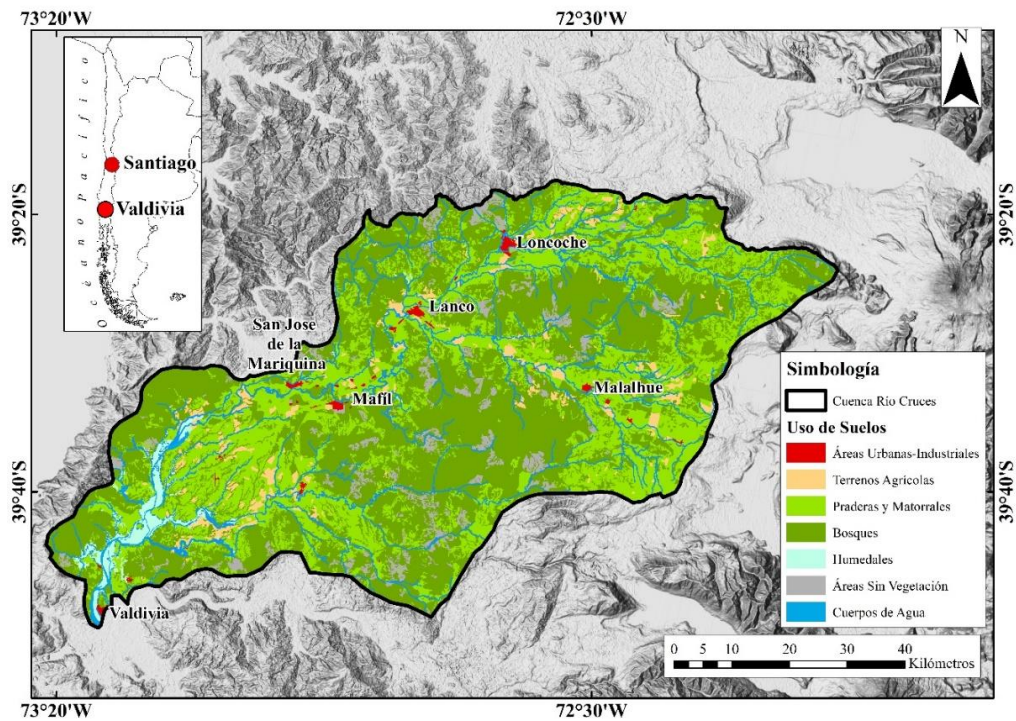 73°20'W
72°30'W
N
Océano Pacífico
Santiago
Valdivia
39°20'S
39°20'S
Loncoche
Lanco
San Jose
de la
Mariquina
Mafil
Malalhue
Valdivia
39°40'S
39°40'S
Simbología
Cuenca Rio Cruces
Uso de Suelos
Áreas Urbanas-Industriales
Terrenos Agrícolas
Praderas y Matorrales
Bosques
Humedales
Áreas Sin Vegetación
Cuerpos de Agua
0 5 10 20 30 40
Kilómetros
73°20'W
72°30'W